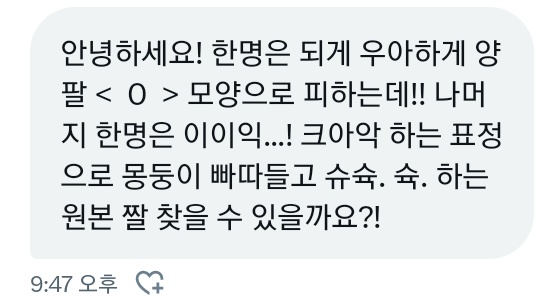 안녕하세요! 한명은 되게 우아하게 양
팔 < O > 모양으로 피하는데!! 나머
지 한명은 이이익...! 크아악 하는 표정
으로 몽둥이 빠따들고 슈슉. 슉. 하는
원본 짤 찾을 수 있을까요?!
9:47 오후